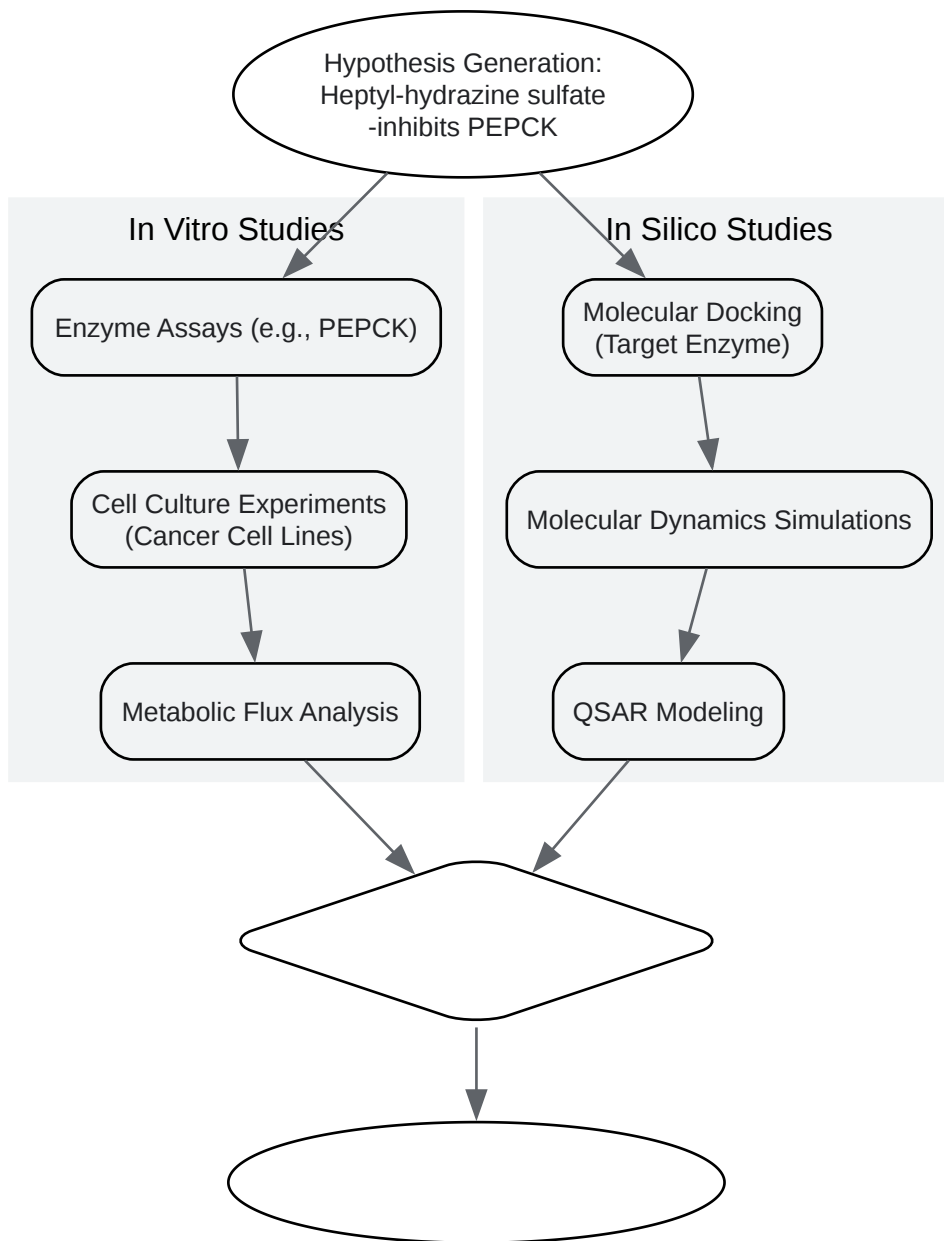 Hypothesis Generation:
Heptyl-hydrazine sulfate
-inhibits PEPCK
In Vitro Studies
In Silico Studies
Enzyme Assays (e.g., PEPCK)
Molecular Docking
(Target Enzyme)
Cell Culture Experiments
(Cancer Cell Lines)
Molecular Dynamics Simulations
Metabolic Flux Analysis
QSAR Modeling